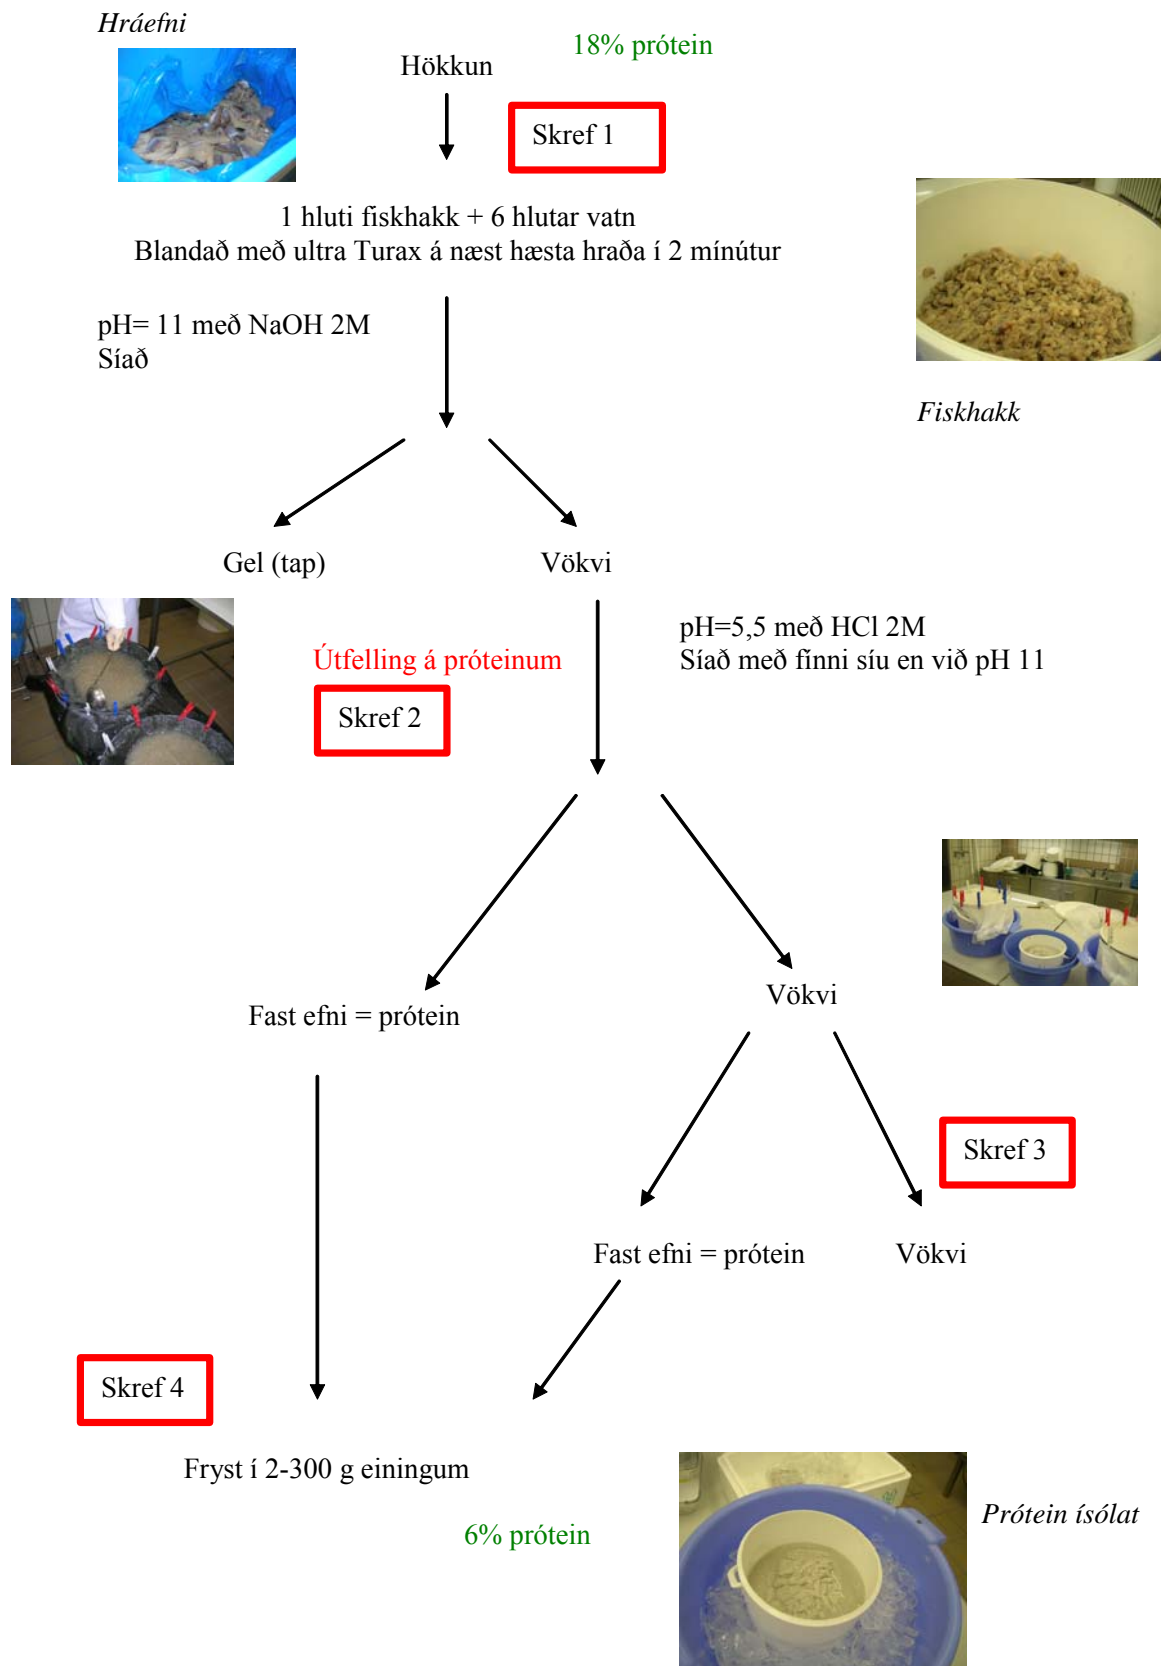 Hráefni
18% prótein
Hökkun
Skref 1
1 hluti fiskhakk + 6 hlutar vatn
Blandað með ultra Turax á næst hæsta hraða í 2 mínútur
pH= 11 með NaOH 2M
Síað
Fiskhakk
Gel (tap)
Vökvi
pH=5,5 með HCl 2M
Síað með fínni síu en við pH 11
Útfelling á próteinum
Skref 2
Vökvi
Fast efni = prótein
Skref 3
Fast efni = prótein
Vökvi
Skref 4
Fryst í 2-300 g einingum
Prótein ísólat
6% prótein